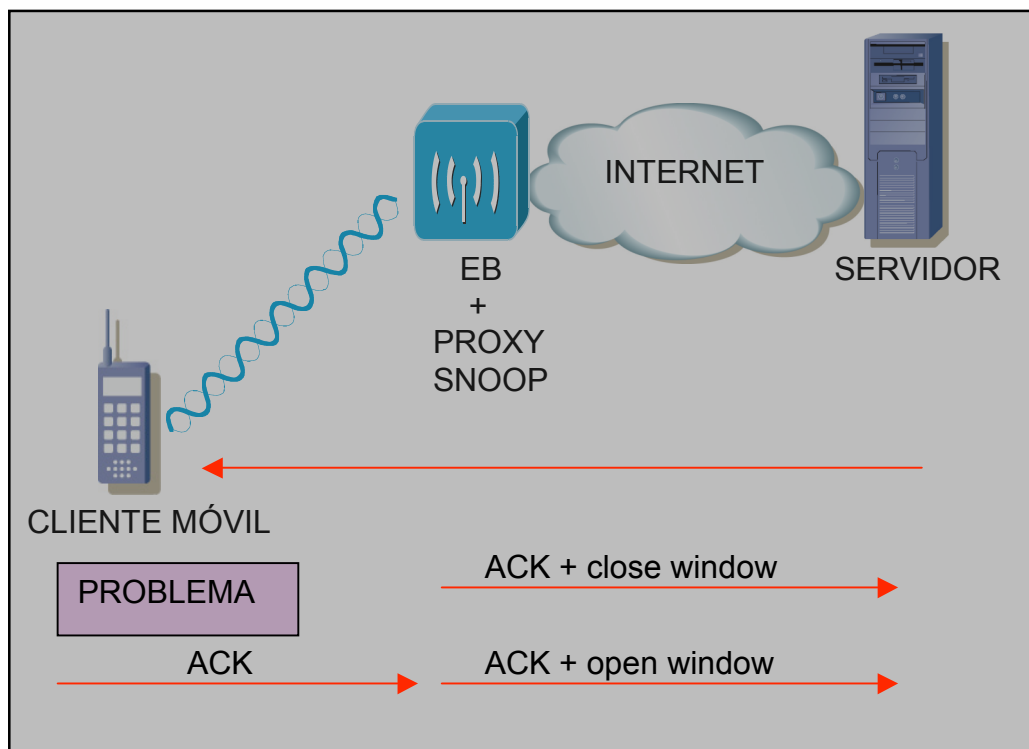 INTERNET
SERVIDOR
EB
+
PROXY
SNOOP
CLIENTE MÓVIL
PROBLEMA
ACK + close window
ACK
ACK + open window